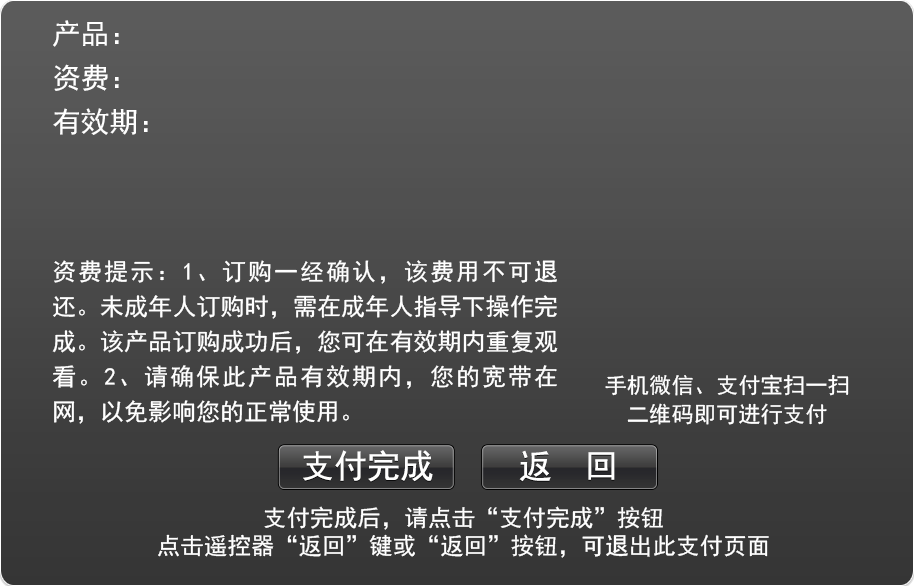 产品：
资费：
有效期：
资费提示：1、订购一经确认，该费用不可退
还。未成年人订购时，需在成年人指导下操作完
成。该产品订购成功后，您可在有效期内重复观
看。2、请确保此产品有效期内，您的宽带在
网，以免影响您的正常使用。
手机微信、支付宝扫一扫
二维码即可进行支付
支付完成 返 回
支付完成后，请点击“支付完成”按钮
点击遥控器“返回”键或“返回”按钮，可退出此支付页面